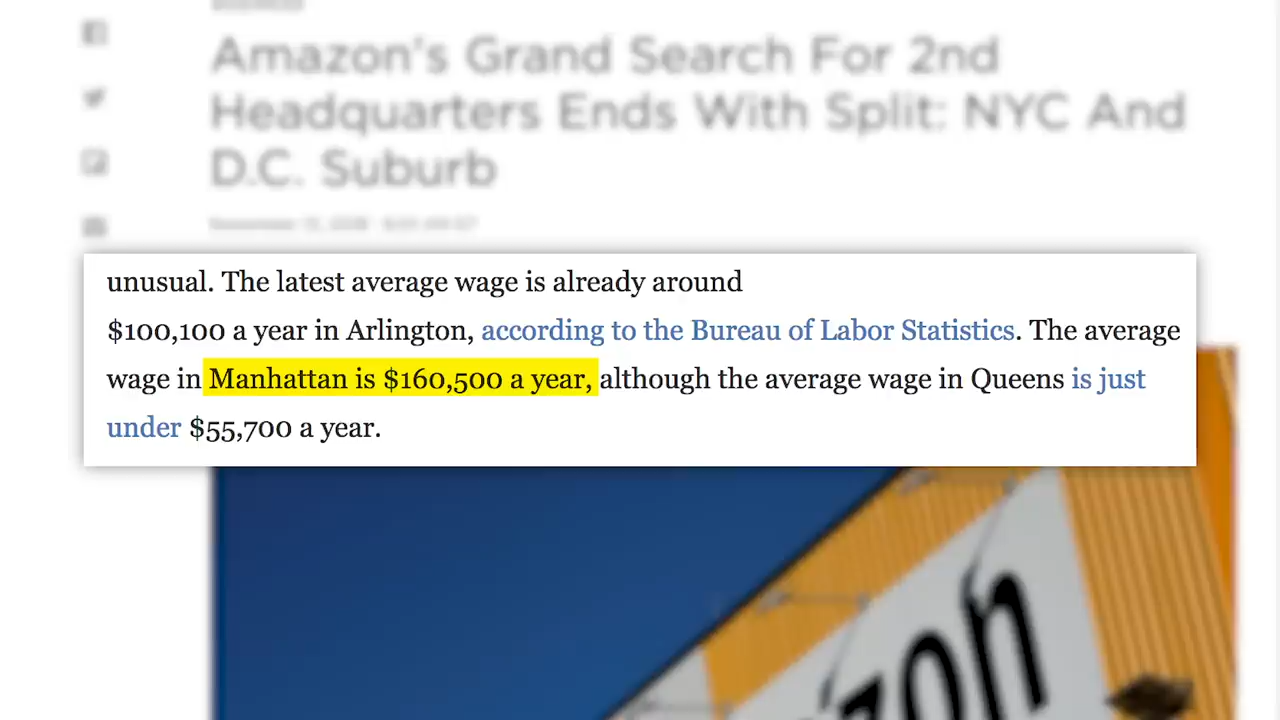 Amazon's Grand Search For 2nd
Headquarters Ends With Split: NYC And
D.C. Suburb
unusual. The latest average wage is already around
$100,100 a year in Arlington, according to the Bureau of Labor Statistics. The average
wage in Manhattan is $160,500 a year, although the average wage in Queens is just
under $55,700 a year.
zon